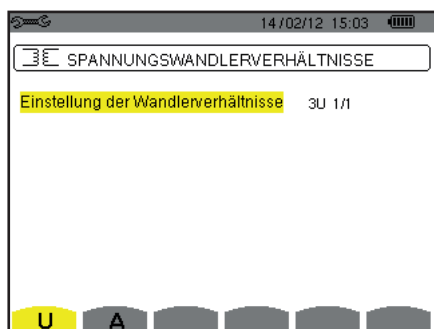 14/02/12 15:03
SPANNUNGSWANDLERVERHÄLTNISSE
Einstellung der Wandlerverhältnisse 3U 1/1
U A